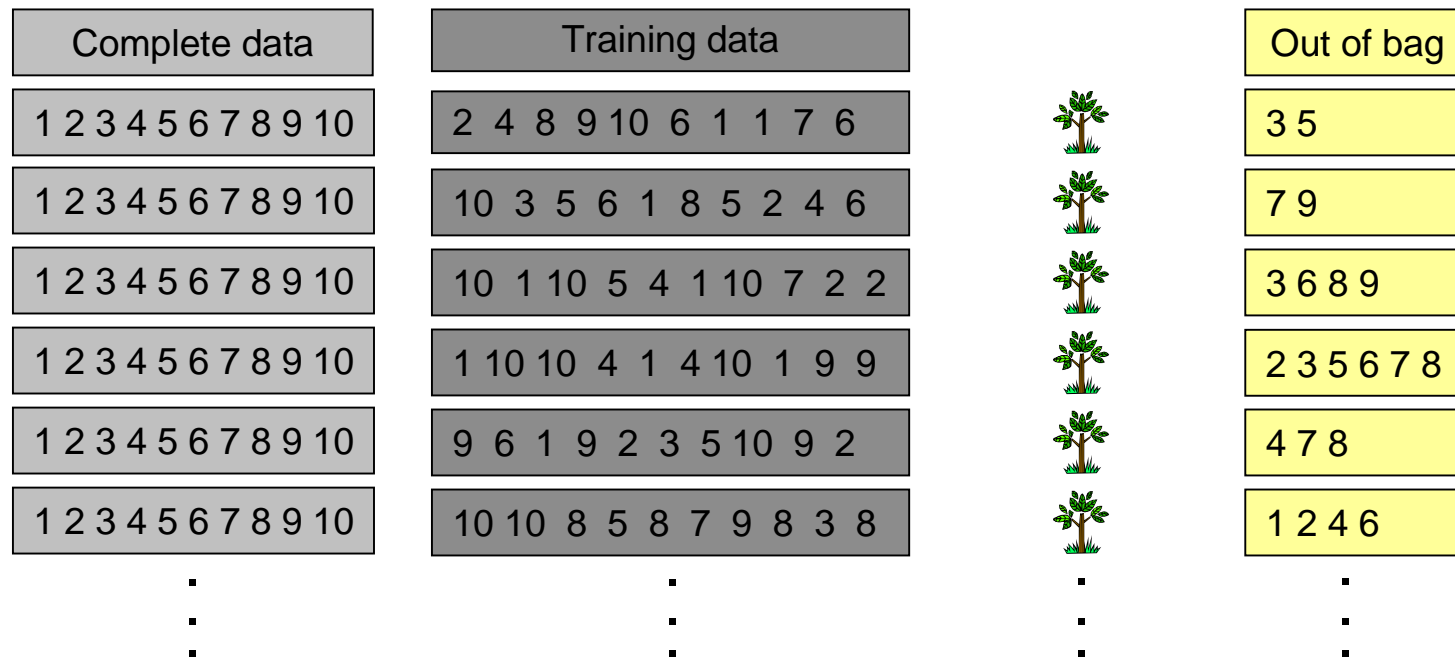 Complete data Training data Out of bag
1 2 3 4 5 6 7 8 9 10 2 4 8 9 10 6 1 1 7 6 3 5
1 2 3 4 5 6 7 8 9 10 10 3 5 6 1 8 5 2 4 6 7 9
1 2 3 4 5 6 7 8 9 10 10 1 10 5 4 1 10 7 2 2 3 6 8 9
1 2 3 4 5 6 7 8 9 10 1 10 10 4 1 4 10 1 9 9 2 3 5 6 7 8
1 2 3 4 5 6 7 8 9 10 9 6 1 9 2 3 5 10 9 2 4 7 8
1 2 3 4 5 6 7 8 9 10 10 10 8 5 8 7 9 8 3 8 1 2 4 6
. . . .
. . . .
. . . .